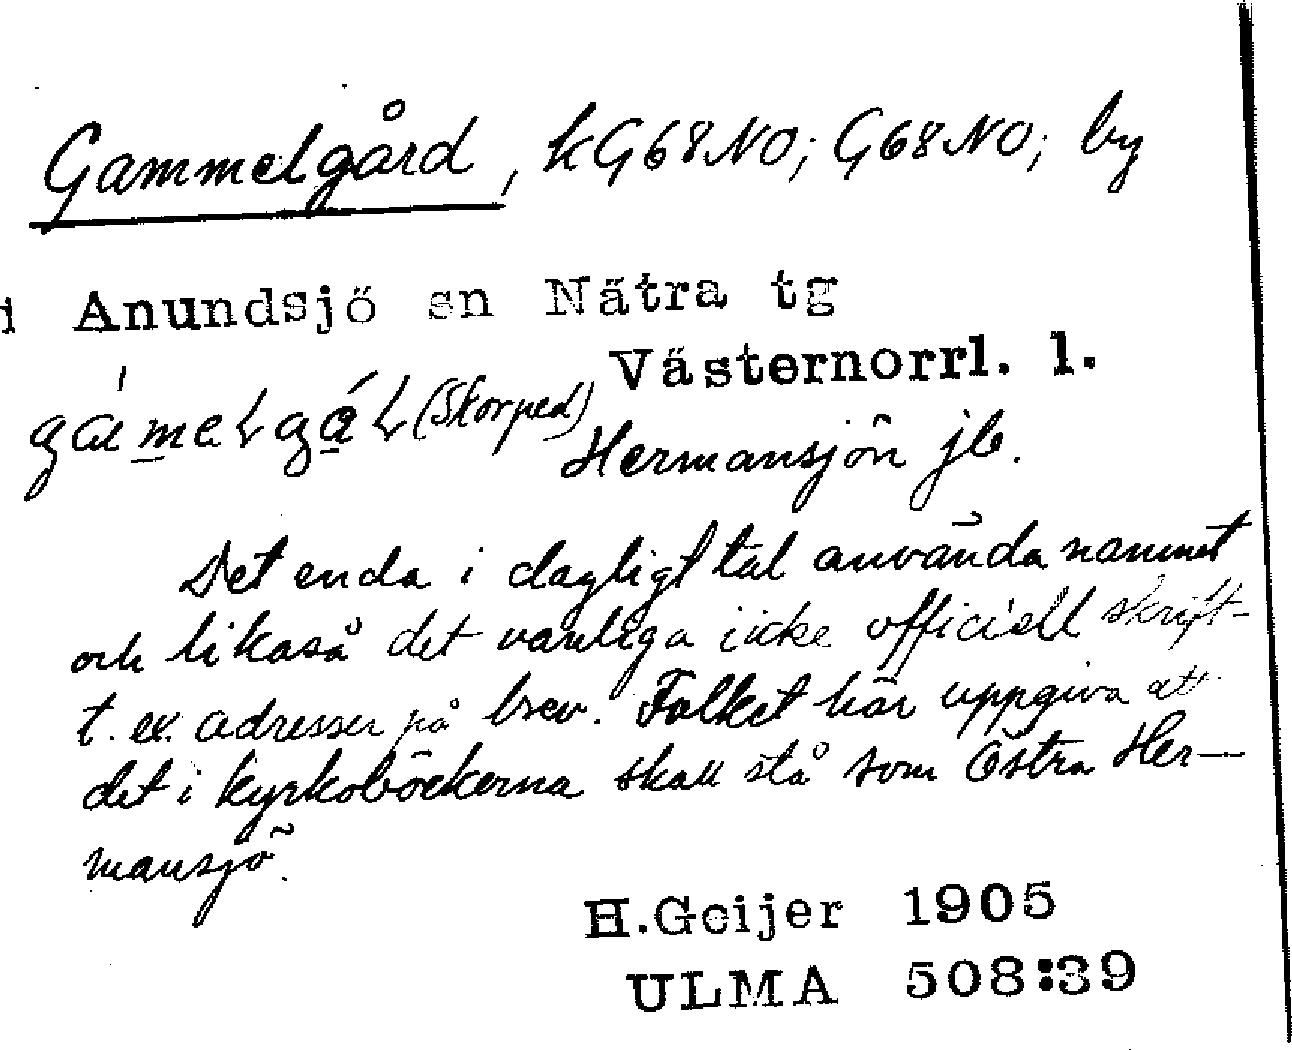 Gammelgård, kG68NO; G68NO; by
i Anundsjö sn Nätra tg
Västernorrl. l.
(Skorped)
Hermansjön jb.
Det enda i dagligt tal använda namnet
och likaså det vanliga icke officiell skrift-
t. ex. adresser på brev. Folket här uppgiva att
det i kyrkoböckerna skall stå som Östra Her-
mansjö.
H.Geijer 1905
ULMA 508:39